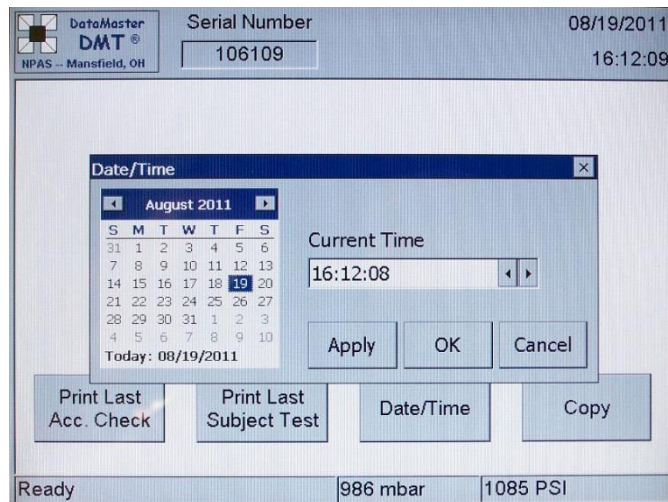 DataMaster
DMT ®
NPAS -- Mansfield, OH
Serial Number
106109
08/19/2011
16:12:09
Date/Time
August 2011
S M T W T F S
31 1 2 3 4 5 6
7 8 9 10 11 12 13
14 15 16 17 18 19 20
21 22 23 24 25 26 27
28 29 30 31 1 2 3
4 5 6 7 8 9 10
Today: 08/19/2011
Current Time
16:12:08
Apply OK Cancel
Print Last
Acc. Check
Print Last
Subject Test
Date/Time
Copy
Ready 986 mbar 1085 PSI